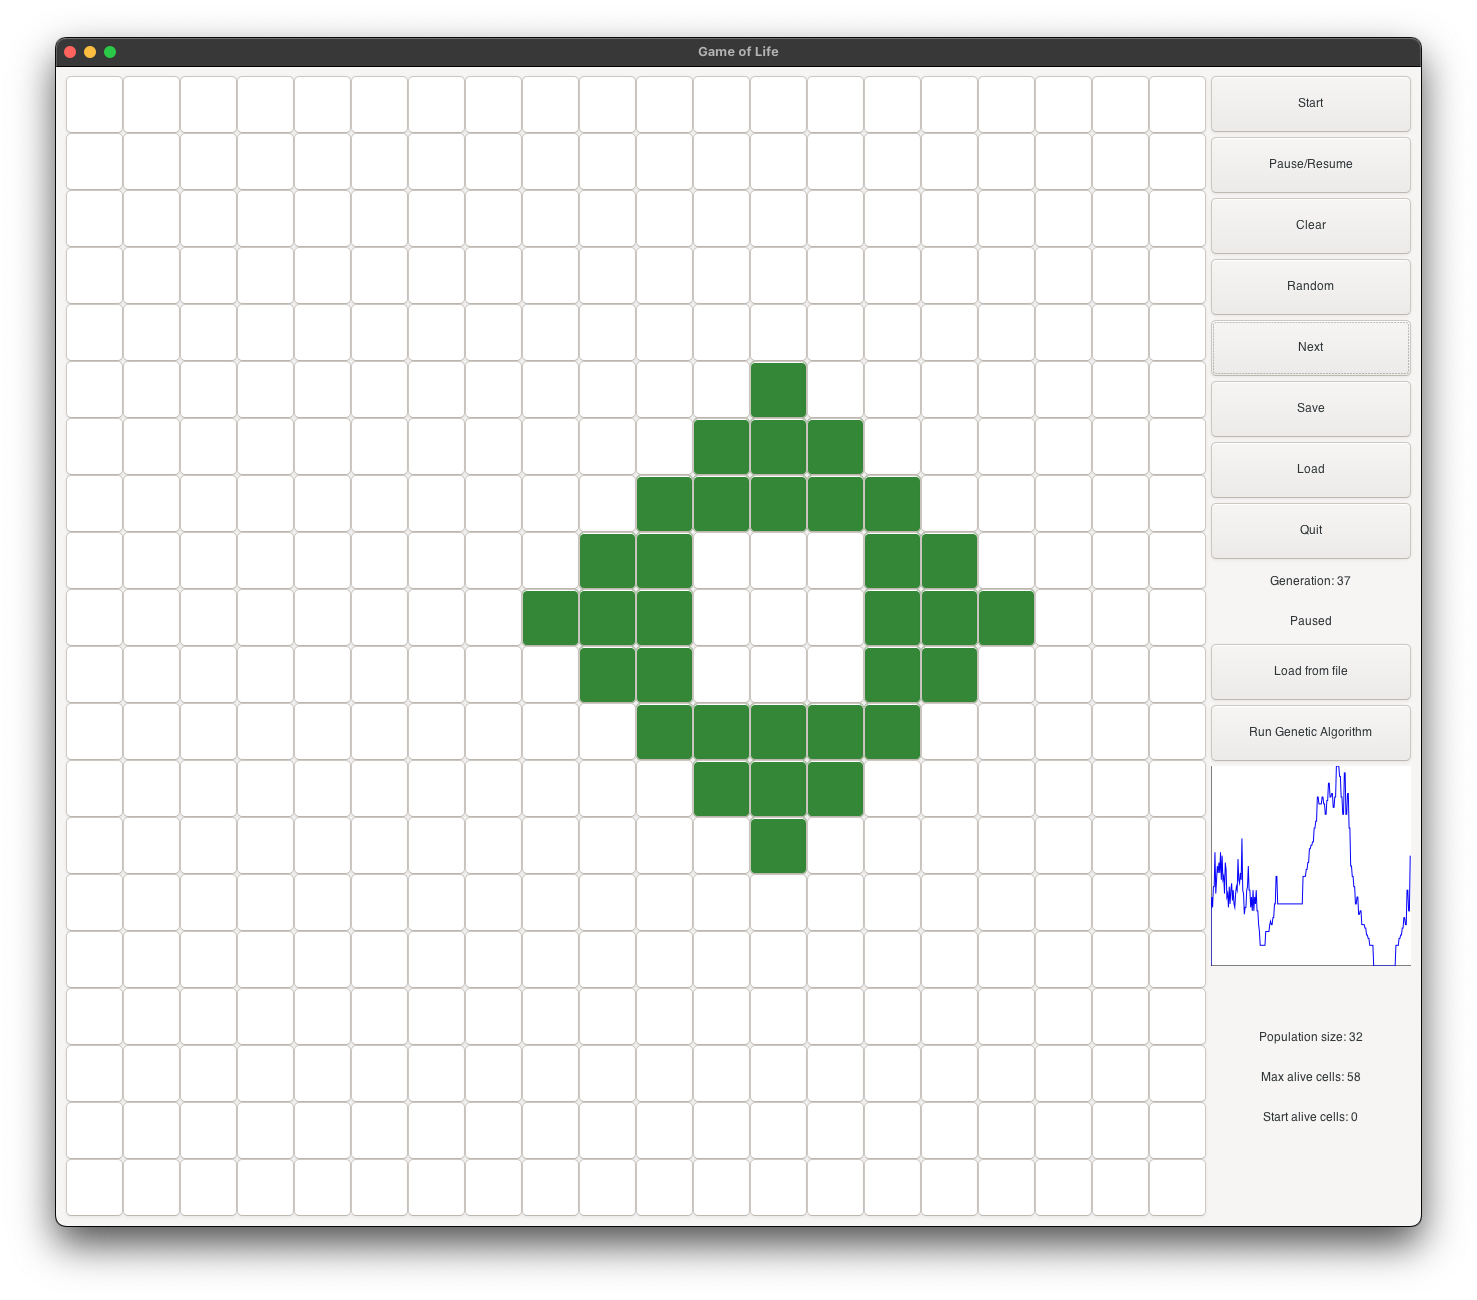 Game of Life
Start
Pause/Resume
Clear
Random
Next
Save
Load
Quit
Generation: 37
Paused
Load from file
Run Genetic Algorithm
Population size: 32
Max alive cells: 58
Start alive cells: 0